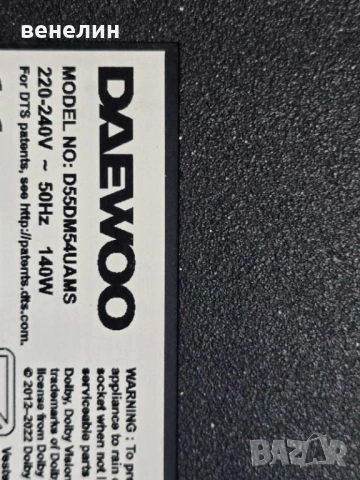 венелин
DAEWOO
MODEL NO: D55DM54UAMS
220-240V ~ 50Hz 140W
For DTS patents, see http://patents.dts.com.
WARNING : To
appliance to rain
socket when not
serviceable parts
Dolby, Dolby Vision
trademarks of Dolby
license from Dolby
© 2012–2022 Dolby
BAZAR